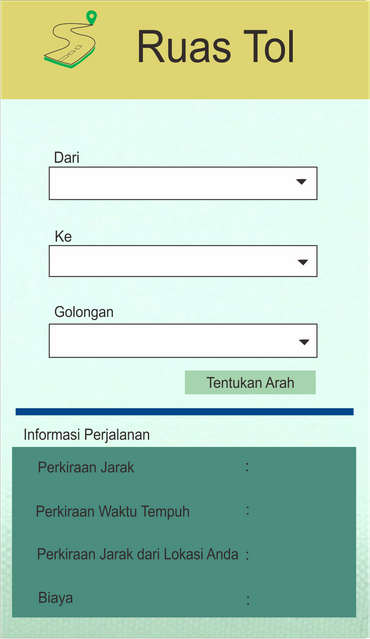 Ruas Tol
Dari
Ke
Golongan
Tentukan Arah
Informasi Perjalanan
Perkiraan Jarak :
Perkiraan Waktu Tempuh :
Perkiraan Jarak dari Lokasi Anda :
Biaya :